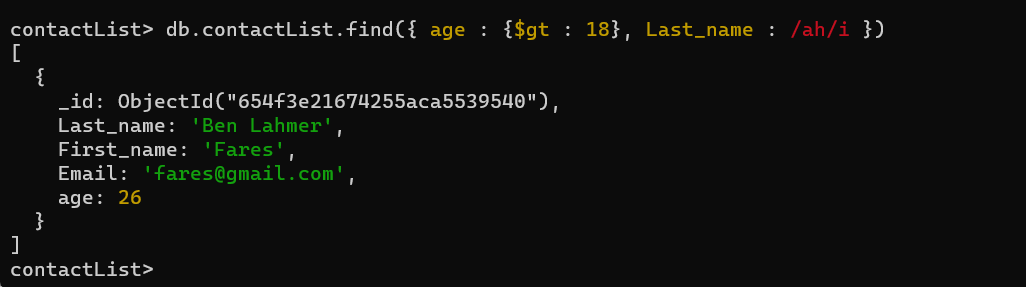 contactList> db.contactList.find({ age : {$gt : 18}, Last_name : /ah/i })
[
  {
    _id: ObjectId("654f3e21674255aca5539540"),
    Last_name: 'Ben Lahmer',
    First_name: 'Fares',
    Email: 'fares@gmail.com',
    age: 26
  }
]
contactList>